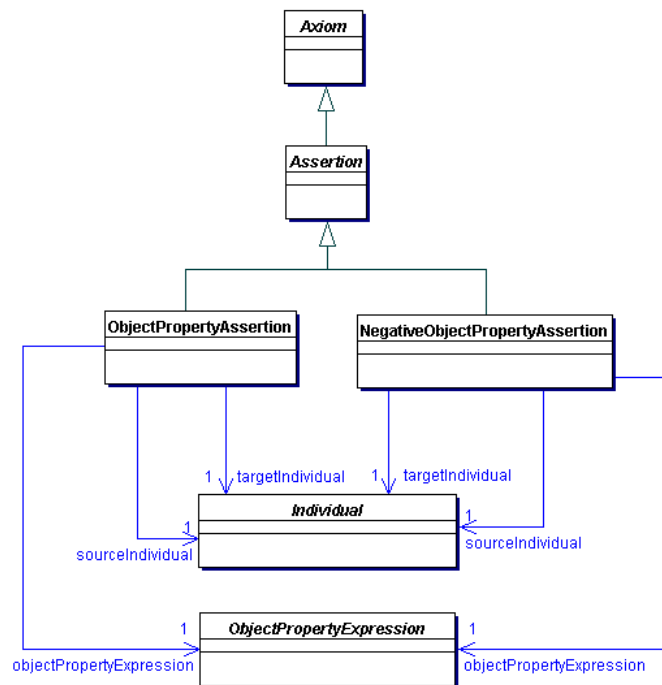 Axiom
Assertion
ObjectPropertyAssertion
NegativeObjectPropertyAssertion
1 targetIndividual
1 targetIndividual
Individual
1
sourceIndividual
1
sourceIndividual
ObjectPropertyExpression
1
objectPropertyExpression
1
objectPropertyExpression